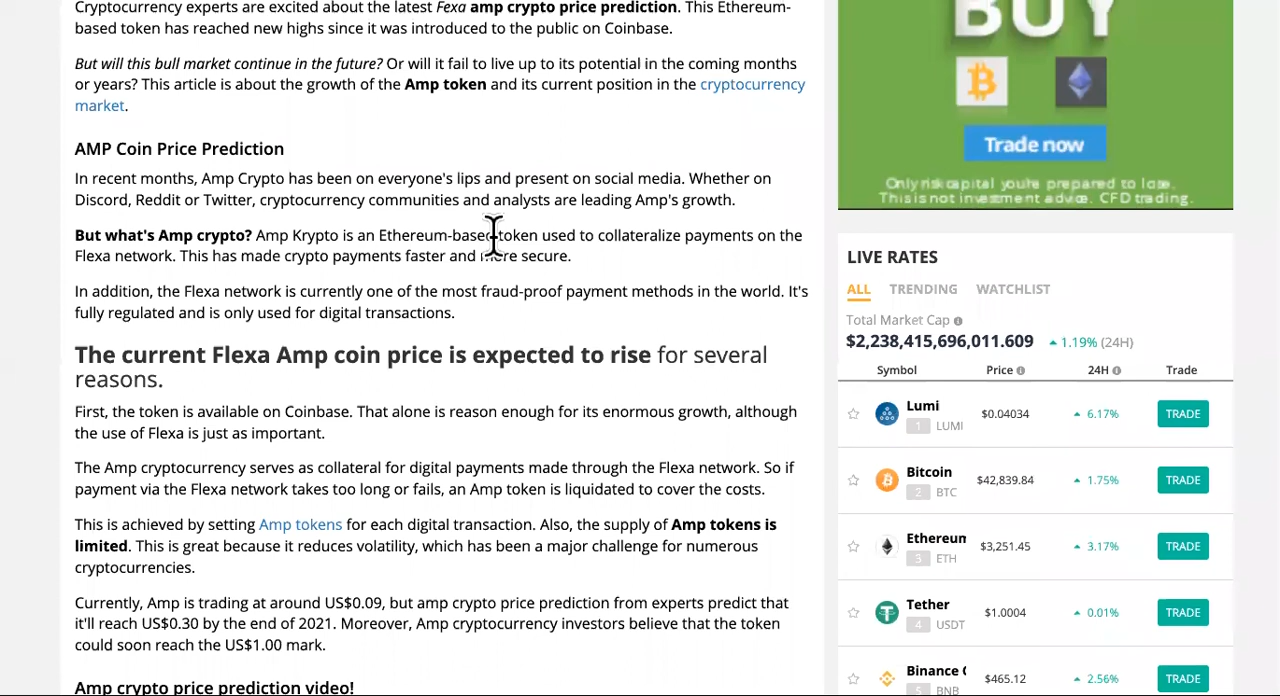 Cryptocurrency experts are excited about the latest Fexa amp crypto price prediction. This Ethereum-
based token has reached new highs since it was introduced to the public on Coinbase.
But will this bull market continue in the future? Or will it fail to live up to its potential in the coming months
or years? This article is about the growth of the Amp token and its current position in the cryptocurrency
market.
AMP Coin Price Prediction
In recent months, Amp Crypto has been on everyone's lips and present on social media. Whether on
Discord, Reddit or Twitter, cryptocurrency communities and analysts are leading Amp's growth.
But what's Amp crypto? Amp Krypto is an Ethereum-based token used to collateralize payments on the
Flexa network. This has made crypto payments faster and more secure.
In addition, the Flexa network is currently one of the most fraud-proof payment methods in the world. It's
fully regulated and is only used for digital transactions.
The current Flexa Amp coin price is expected to rise for several
reasons.
First, the token is available on Coinbase. That alone is reason enough for its enormous growth, although
the use of Flexa is just as important.
The Amp cryptocurrency serves as collateral for digital payments made through the Flexa network. So if
payment via the Flexa network takes too long or fails, an Amp token is liquidated to cover the costs.
This is achieved by setting Amp tokens for each digital transaction. Also, the supply of Amp tokens is
limited. This is great because it reduces volatility, which has been a major challenge for numerous
cryptocurrencies.
Currently, Amp is trading at around US$0.09, but amp crypto price prediction from experts predict that
it'll reach US$0.30 by the end of 2021. Moreover, Amp cryptocurrency investors believe that the token
could soon reach the US$1.00 mark.
Amp crypto price prediction video!
BUY
Trade now
Only risk capital you're prepared to lose.
This is not investment advice. CFD trading.
LIVE RATES
ALL TRENDING WATCHLIST
Total Market Cap
$2,238,415,696,011.609 1.19% (24H)
Symbol Price 24H Trade
Lumi $0.04034 6.17% TRADE
1 LUMI
Bitcoin $42,839.84 1.75% TRADE
2 BTC
Ethereum $3,251.45 3.17% TRADE
3 ETH
Tether $1.0004 0.01% TRADE
4 USDT
Binance C $465.12 2.56% TRADE
5 BNB